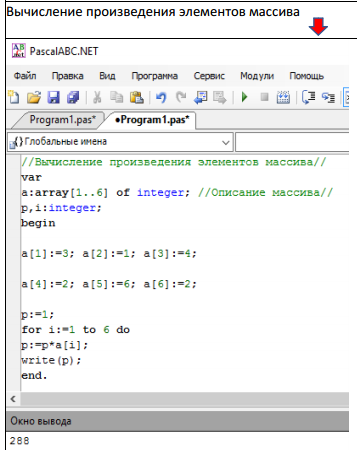 Вычисление произведения элементов массива
PascalABC.NET
Файл Правка Вид Программа Сервис Модули Помощь
Program1.pas* •Program1.pas*
{} Глобальные имена
//Вычисление произведения элементов массива//
var
a:array[1..6] of integer; //Описание массива//
p,i:integer;
begin
a[1]:=3; a[2]:=1; a[3]:=4;
a[4]:=2; a[5]:=6; a[6]:=2;
p:=1;
for i:=1 to 6 do
p:=p*a[i];
write(p);
end.
Окно вывода
288